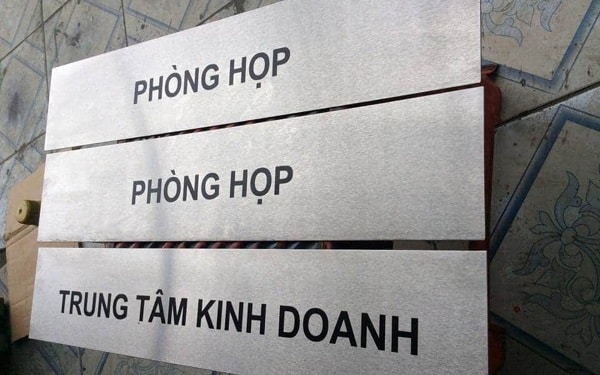 PHÒNG HỌP
PHÒNG HỌP
TRUNG TÂM KINH DOANH